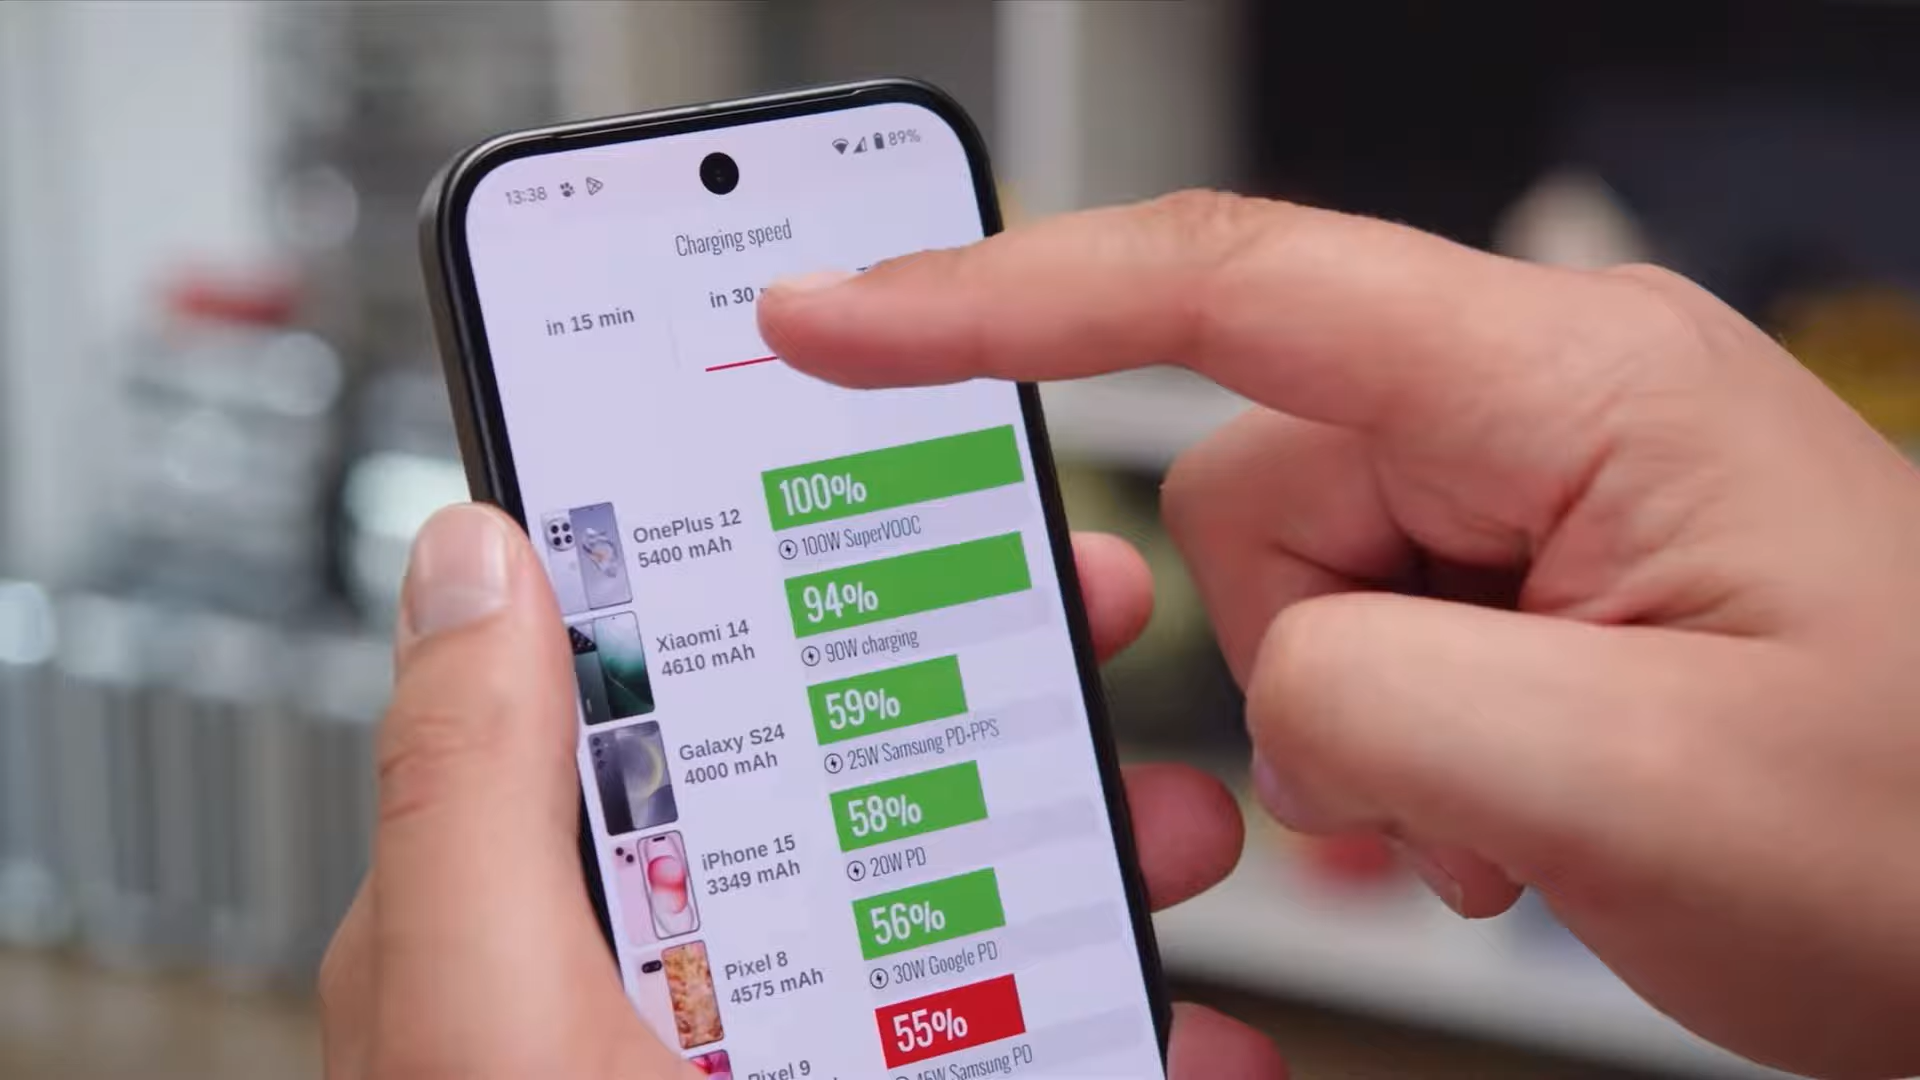 13:38
89%
Charging speed
in 15 min
in 30
OnePlus 12
5400 mAh
100%
100W SuperVOOC
Xiaomi 14
4610 mAh
94%
90W charging
Galaxy S24
4000 mAh
59%
25W Samsung PD+PPS
iPhone 15
3349 mAh
58%
20W PD
Pixel 8
4575 mAh
56%
30W Google PD
Pixel 9
55%
45W Samsung PD